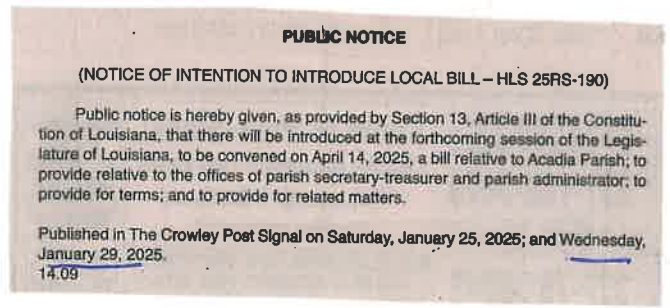 PUBLIC NOTICE
(NOTICE OF INTENTION TO INTRODUCE LOCAL BILL – HLS 25RS-190)
Public notice is hereby given, as provided by Section 13, Article III of the Constitu-
tion of Louisiana, that there will be introduced at the forthcoming session of the Legis-
lature of Louisiana, to be convened on April 14, 2025, a bill relative to Acadia Parish; to
provide relative to the offices of parish secretary-treasurer and parish administrator; to
provide for terms; and to provide for related matters.
Published in The Crowley Post Signal on Saturday, January 25, 2025; and Wednesday,
January 29, 2025.
14.09